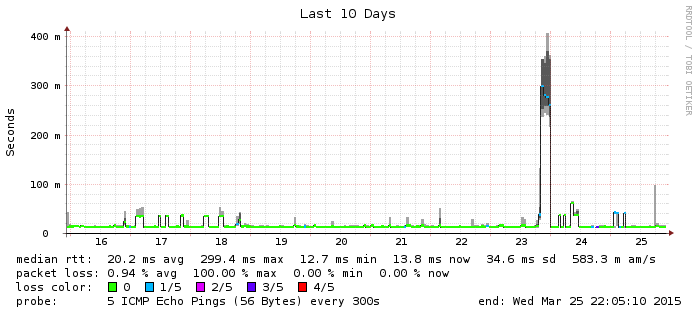 Last 10 Days
RRDTOOL / TOBI OETIKER
Seconds
400 m
300 m
200 m
100 m
0
16 17 18 19 20 21 22 23 24 25
median rtt: 20.2 ms avg 299.4 ms max 12.7 ms min 13.8 ms now 34.6 ms sd 583.3 m am/s
packet loss: 0.94 % avg 100.00 % max 0.00 % min 0.00 % now
loss color: 0 1/5 2/5 3/5 4/5
probe: 5 ICMP Echo Pings (56 Bytes) every 300s end: Wed Mar 25 22:05:10 2015